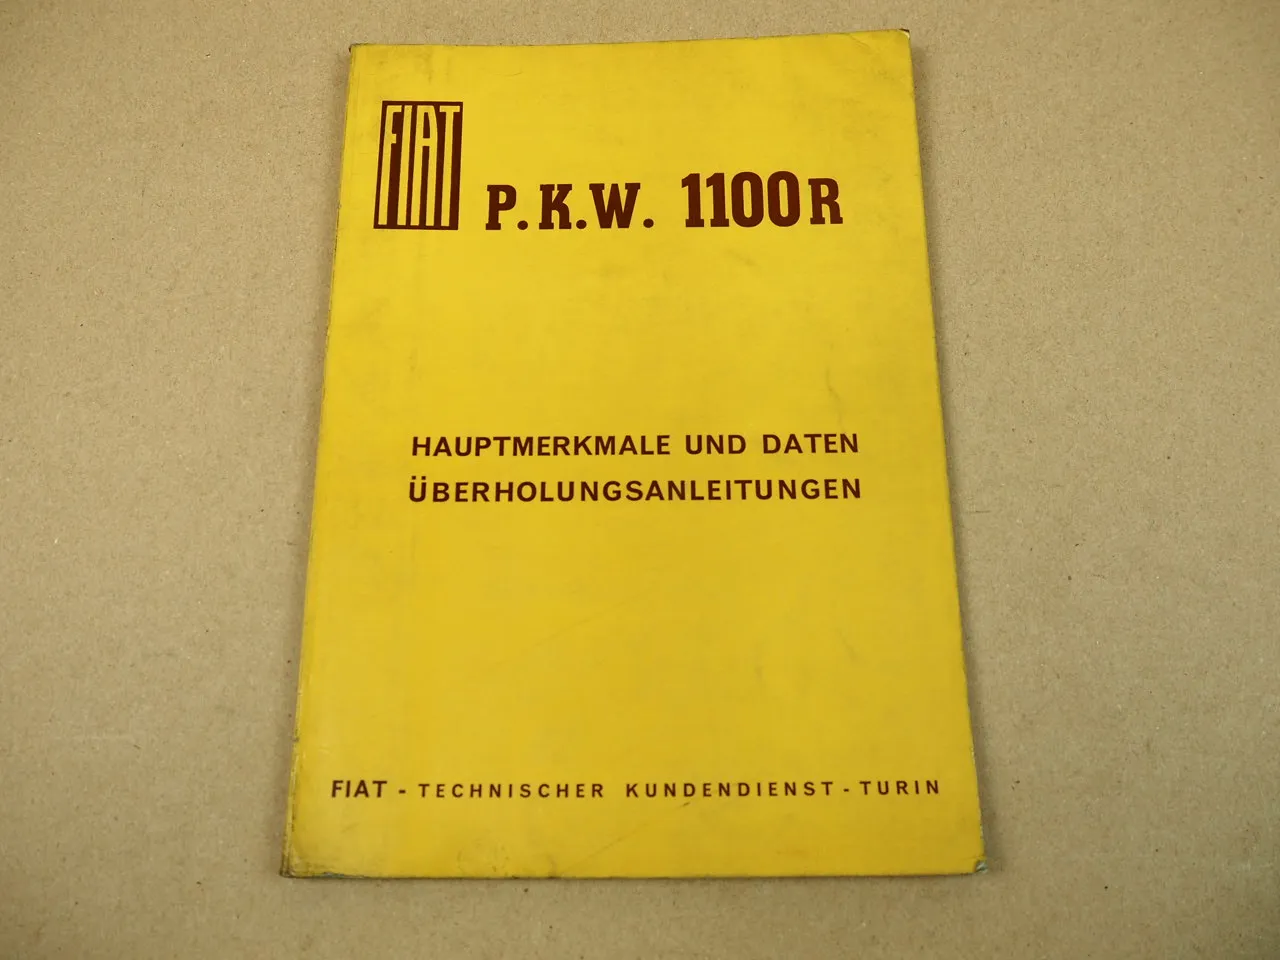 FIAT
P.K.W. 1100R
HAUPTMERKMALE UND DATEN
ÜBERHOLUNGSANLEITUNGEN
FIAT - TECHNISCHER KUNDENDIENST - TURIN